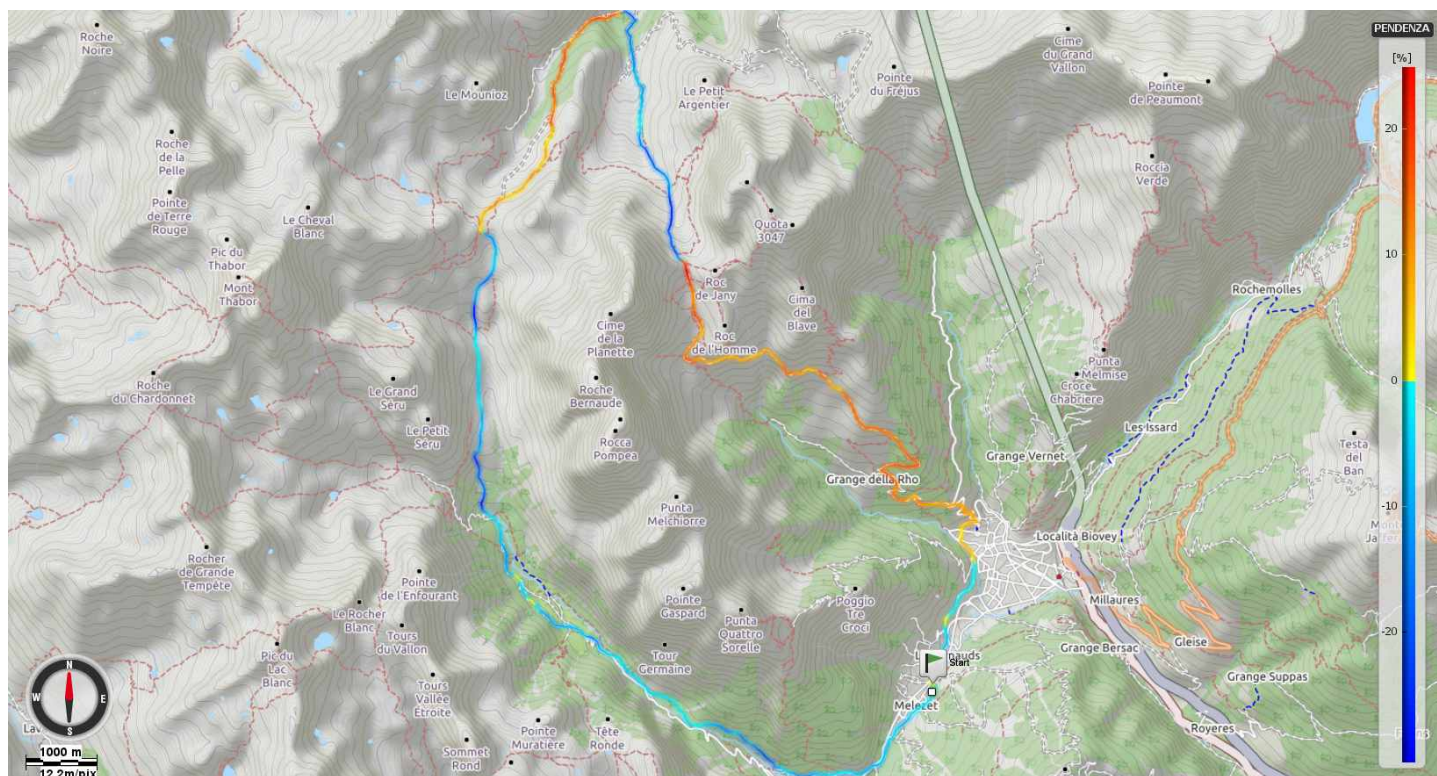 PENDENZA
[%]
Roche
Noire
Cime
du Grand
Vallon
Pointe
du Fréjus
Pointe
de Peaumont
Le Mounioz
Le Petit
Argentier
20
Roche
de la
Pelle
Roccia
Verde
Pointe
de Terre
Rouge
Le Cheval
Blanc
Quota
3047
Pic du
Thabor
10
Mont
Thabor
Roc
de Jany
Rochemolles
Cima
del
Blave
Cime
de la
Planette
Roc
de l'Homme
Punta
Melmise
Roche
du Chardonnet
Croce
Chabriere
0
Le Grand
Séru
Roche
Bernaude
Le Petit
Séru
Les Issard
Rocca
Pompea
Testa
del
Ban
Grange Vernet
Grange della Rho
Punta
Melchiorre
-10
Località Biovey
Rocher
de Grande
Tempête
Pointe
de l'Enfourant
Pointe
Gaspard
Poggio
Tre
Croci
Millaures
Le Rocher
Blanc
Punta
Quattro
Sorelle
-20
Tours
du Vallon
Gleise
Grange Bersac
Pic du
Lac
Blanc
Tour
Germaine
Start
Grange Suppas
Tours
Vallée
Étroite
Melezet
N
W
E
S
Pointe
Muratière
Tête
Ronde
Royeres
Sommet
Rond
1000 m
12.2m/pix